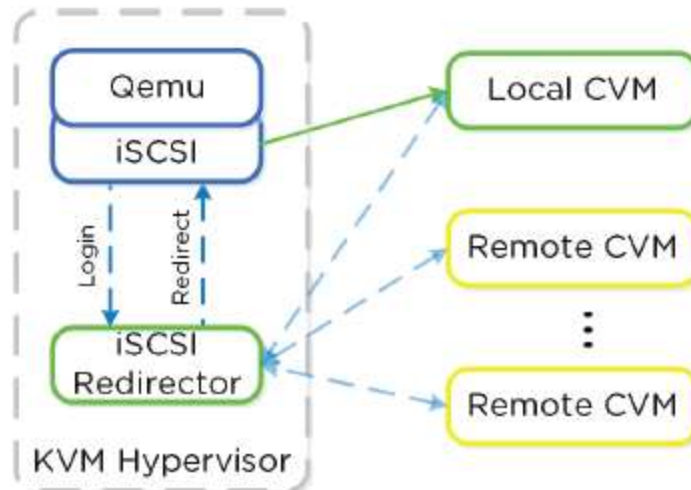 Qemu
iSCSI
Login
Redirect
iSCSI
Redirector
KVM Hypervisor
Local CVM
Remote CVM
Remote CVM